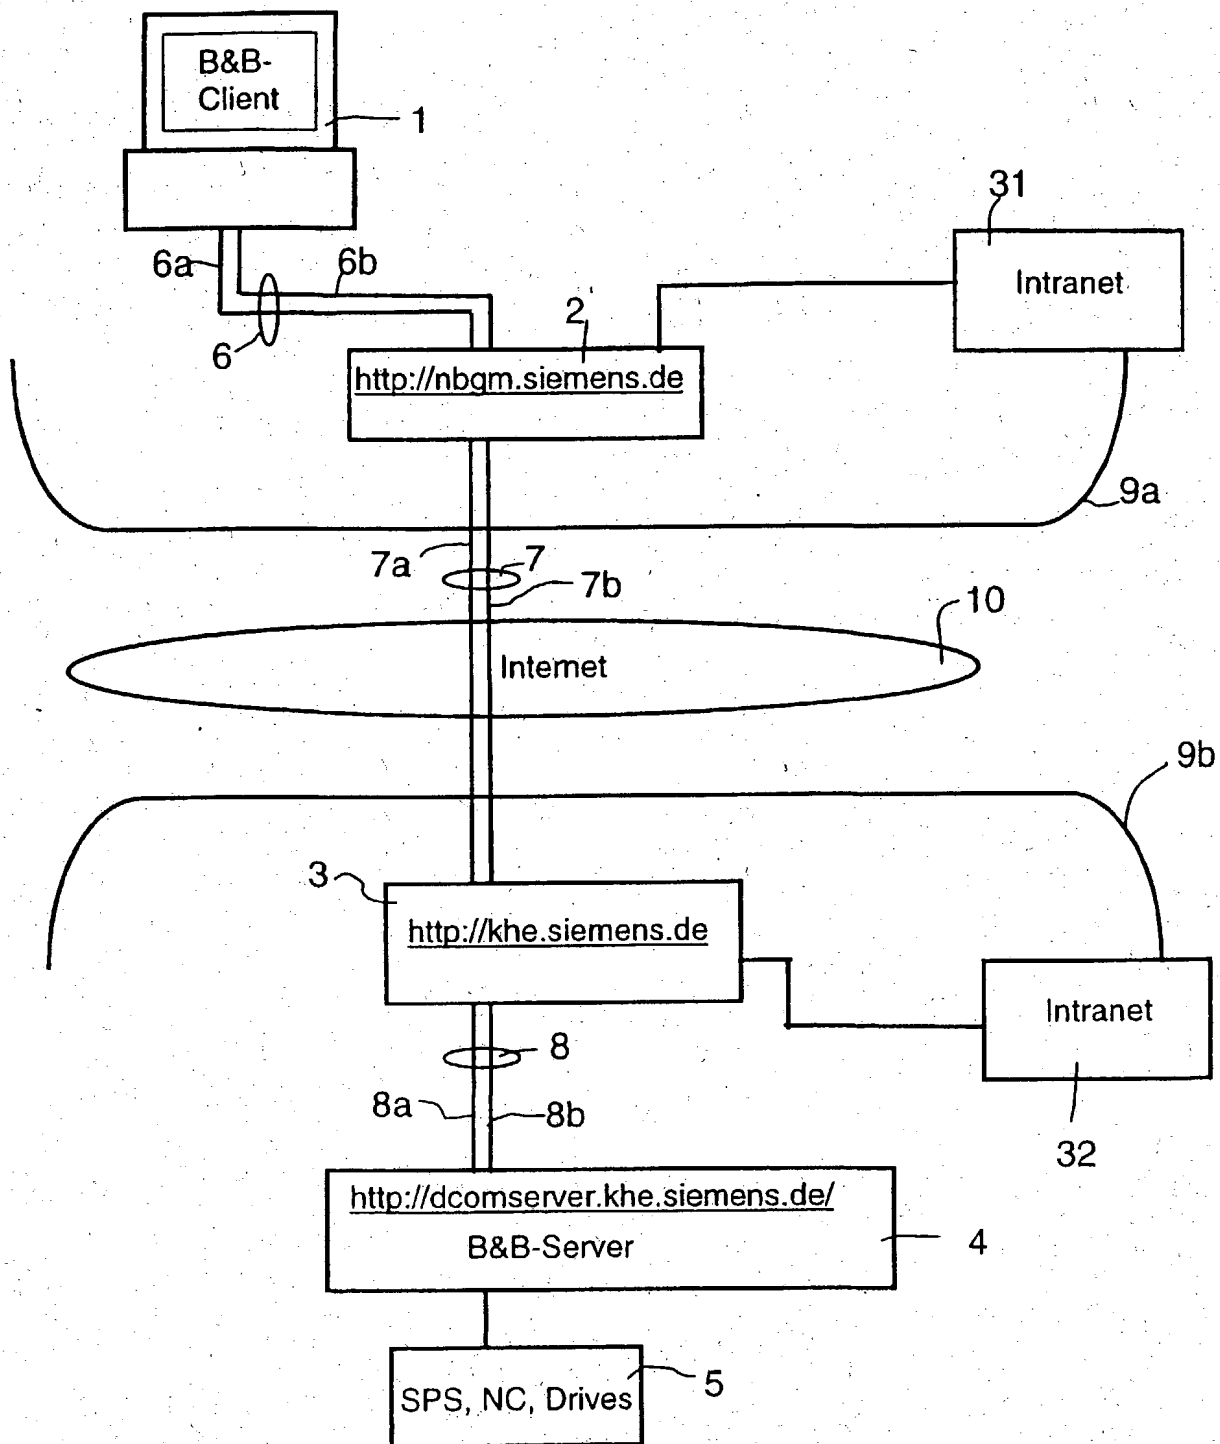 B&B-
Client
1
31
Intranet
6a
6b
6
2
http://nbgm.siemens.de
9a
7a
7
7b
10
Internet
9b
3
http://khe.siemens.de
Intranet
8
8a
8b
32
http://dcomserver.khe.siemens.de/
B&B-Server
4
SPS, NC, Drives
5